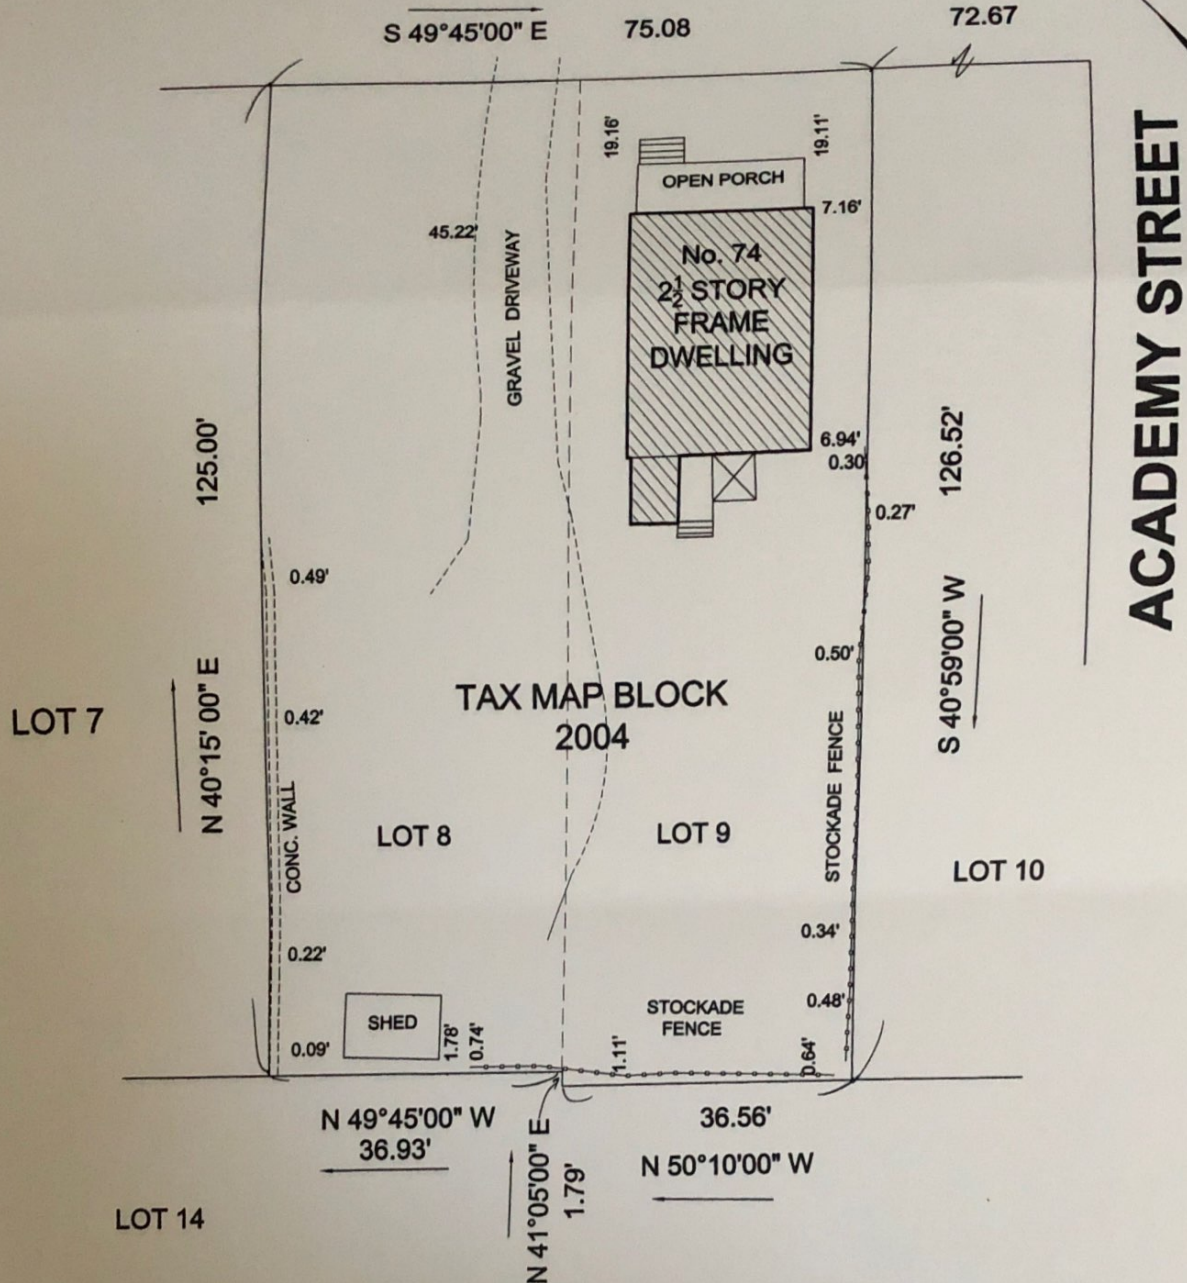 S 49°45'00" E
75.08
72.67
ACADEMY STREET
19.16'
19.11'
OPEN PORCH
7.16'
45.22'
GRAVEL DRIVEWAY
No. 74
2 1/2 STORY
FRAME
DWELLING
6.94'
0.30
0.27'
125.00'
126.52'
0.49'
S 40°59'00" W
0.50'
N 40°15' 00" E
LOT 7
0.42'
TAX MAP BLOCK
2004
STOCKADE FENCE
CONC. WALL
LOT 8
LOT 9
LOT 10
0.22'
0.34'
0.48'
STOCKADE
FENCE
SHED
1.78'
0.74'
0.09'
1.11'
0.64'
N 49°45'00" W
36.93'
N 41°05'00" E
1.79'
36.56'
N 50°10'00" W
LOT 14